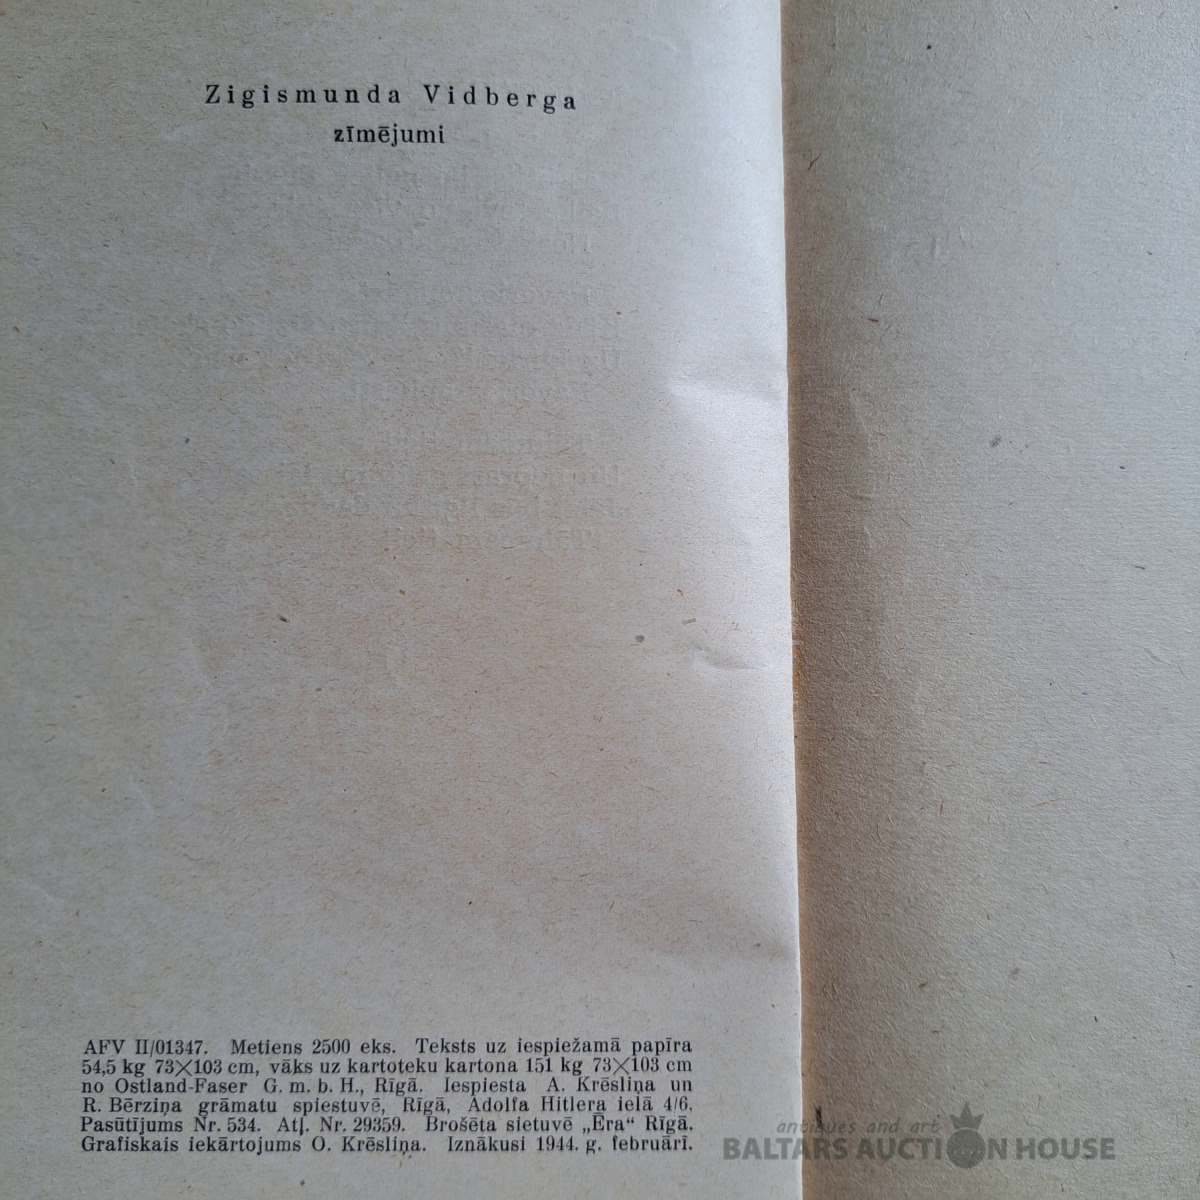 Zigismunda Vidberga
zīmējumi
AFV II/01347. Metiens 2500 eks. Teksts uz iespiežamā papīra
54,5 kg 73×103 cm, vāks uz kartoteku kartona 151 kg 73×103 cm
no Ostland-Faser G. m. b. H., Rīgā. Iespiesta A. Krēsliņa un
R. Bērziņa grāmatu spiestuvē, Rīgā, Adolfa Hitlera ielā 4/6.
Pasūtījums Nr. 534. Atļ. Nr. 29359. Brošēta sietuvē „Ēra“ Rīgā.
Grafiskais iekārtojums O. Krēsliņa. Iznākusi 1944. g. februārī.
antiques and art
BALTARS AUCTION HOUSE